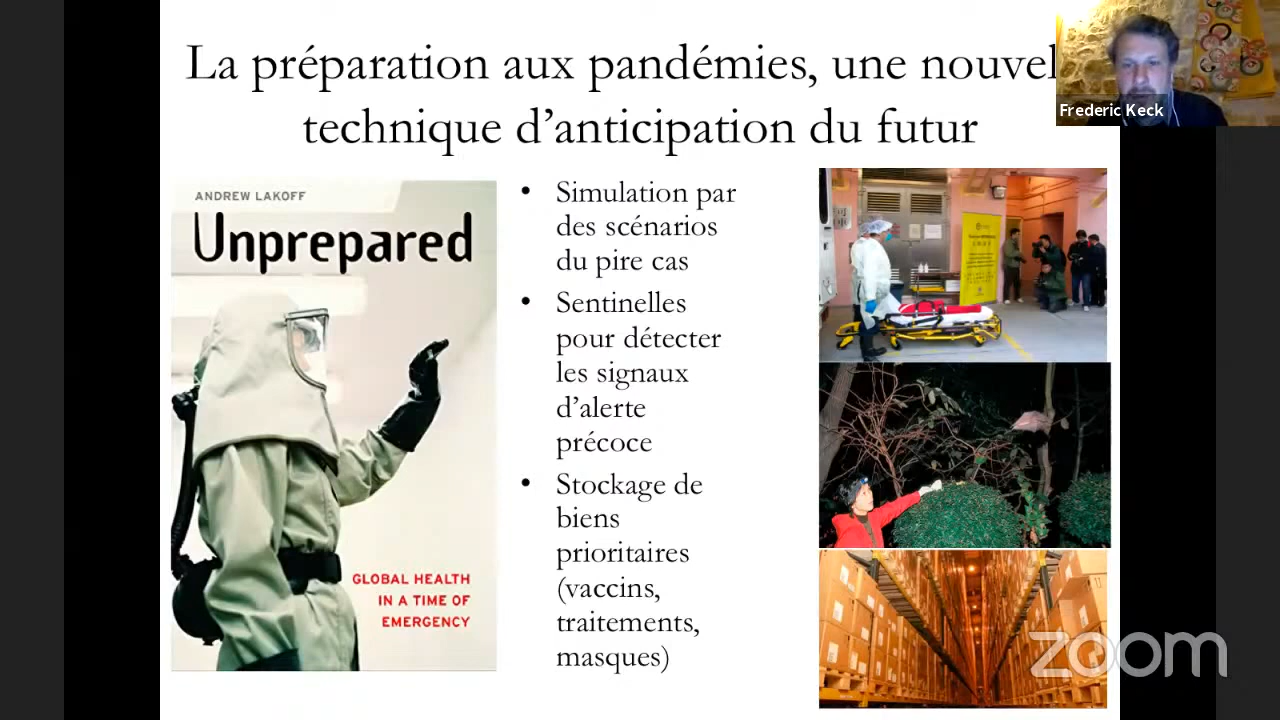 La préparation aux pandémies, une nouvel
technique d’anticipation du futur
Frederic Keck
ANDREW LAKOFF
Unprepared
GLOBAL HEALTH
IN A TIME OF
EMERGENCY
• Simulation par
des scénarios
du pire cas
• Sentinelles
pour détecter
les signaux
d’alerte
précoce
• Stockage de
biens
prioritaires
(vaccins,
traitements,
masques)
zoom